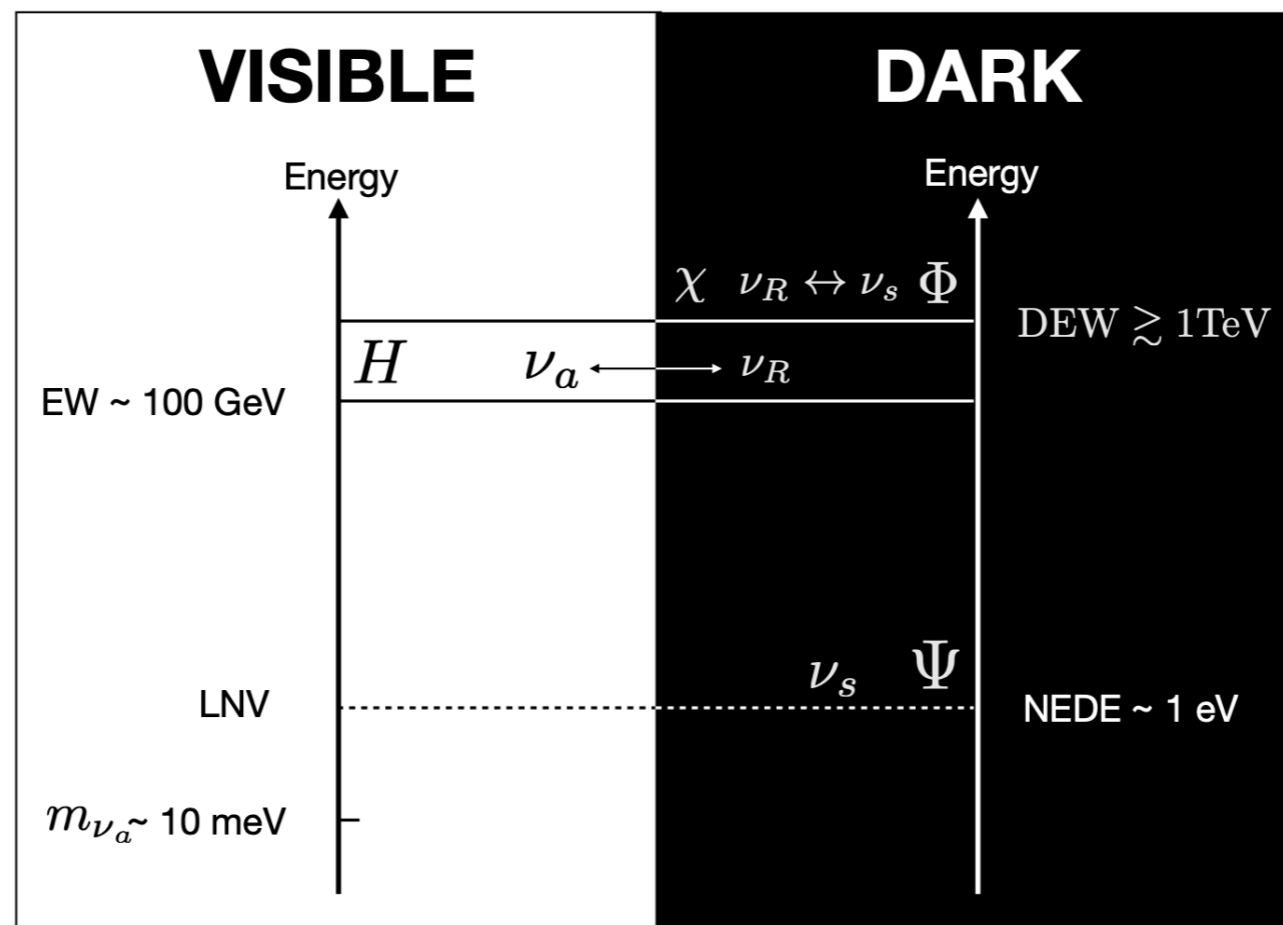 VISIBLE
DARK
Energy
Energy
χ ν_R ↔ ν_s Φ
DEW ≳ 1TeV
H ν_a ν_R
EW ~ 100 GeV
ν_s Ψ
LNV
NEDE ~ 1 eV
m_{ν_a} ~ 10 meV